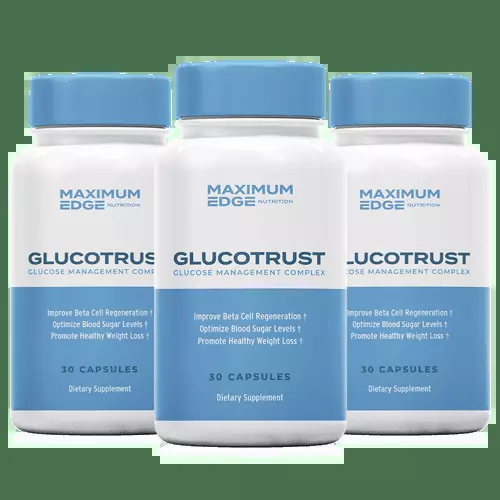 MAXIMUM
EDGE NUTRITION
GLUCOTRUST
GLUCOSE MANAGEMENT COMPLE
Improve Beta Cell Regeneration †
Optimize Blood Sugar Levels †
Promote Healthy Weight Loss †
30 CAPSULES
Dietary Supplement
MAXIMUM
EDGE NUTRITION
GLUCOTRUST
GLUCOSE MANAGEMENT COMPLEX
Improve Beta Cell Regeneration †
Optimize Blood Sugar Levels †
Promote Healthy Weight Loss †
30 CAPSULES
Dietary Supplement
MAXIMUM
EDGE NUTRITION
LUCOTRUST
COSE MANAGEMENT COMPLEX
Improve Beta Cell Regeneration †
Optimize Blood Sugar Levels †
Promote Healthy Weight Loss †
30 CAPSULES
Dietary Supplement